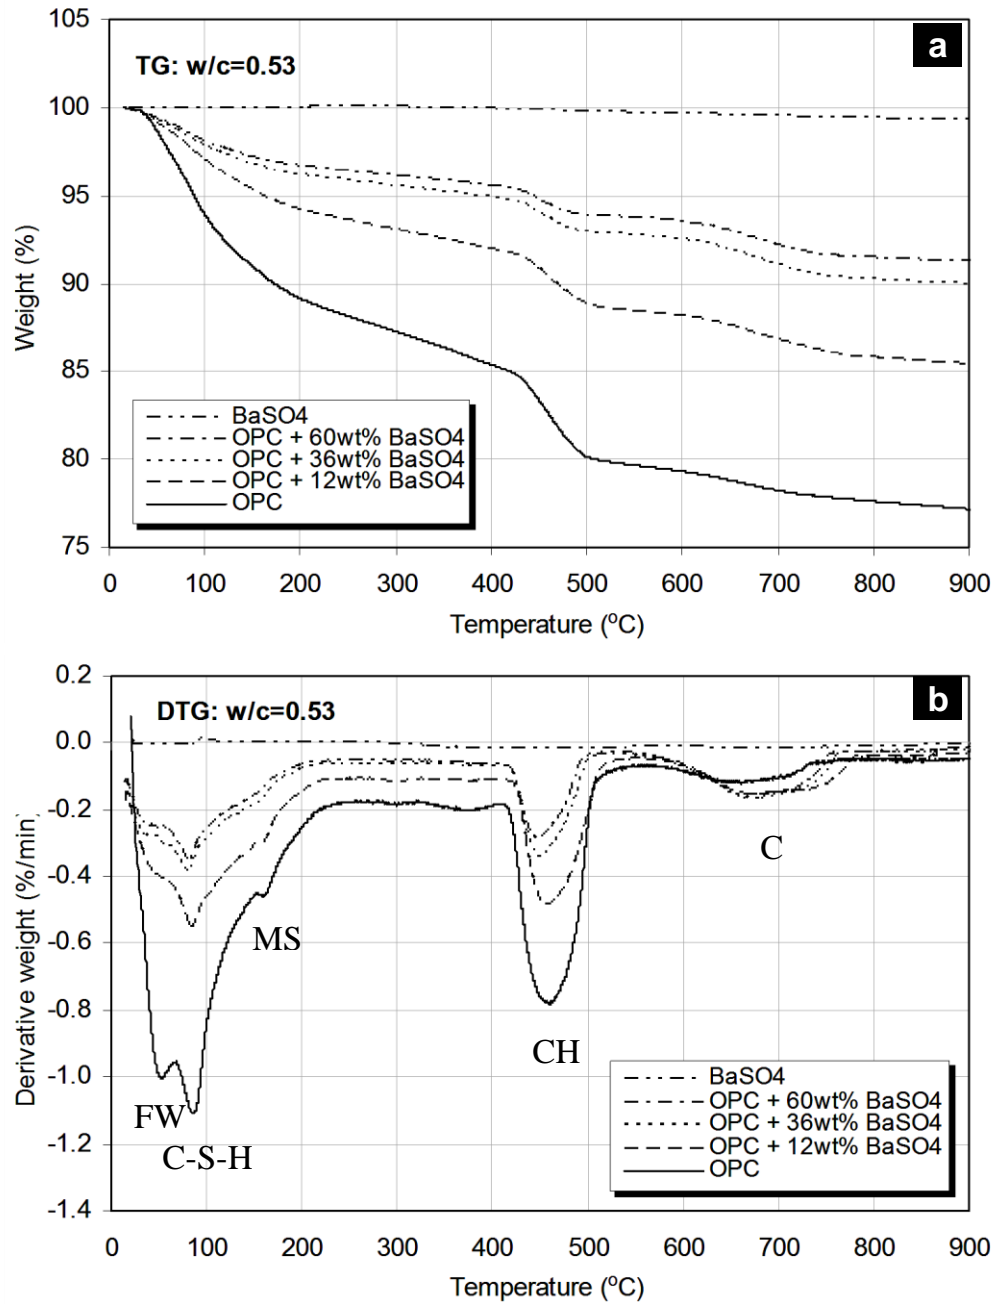 105
a
TG: w/c=0.53
100
95
Weight (%)
90
85
80
75
BaSO4
OPC + 60wt% BaSO4
OPC + 36wt% BaSO4
OPC + 12wt% BaSO4
OPC
0 100 200 300 400 500 600 700 800 900
Temperature (°C)
0.2
b
DTG: w/c=0.53
0.0
-0.2
-0.4
-0.6
-0.8
-1.0
-1.2
-1.4
Derivative weight (%/min)
C
MS
CH
FW
C-S-H
BaSO4
OPC + 60wt% BaSO4
OPC + 36wt% BaSO4
OPC + 12wt% BaSO4
OPC
0 100 200 300 400 500 600 700 800 900
Temperature (°C)